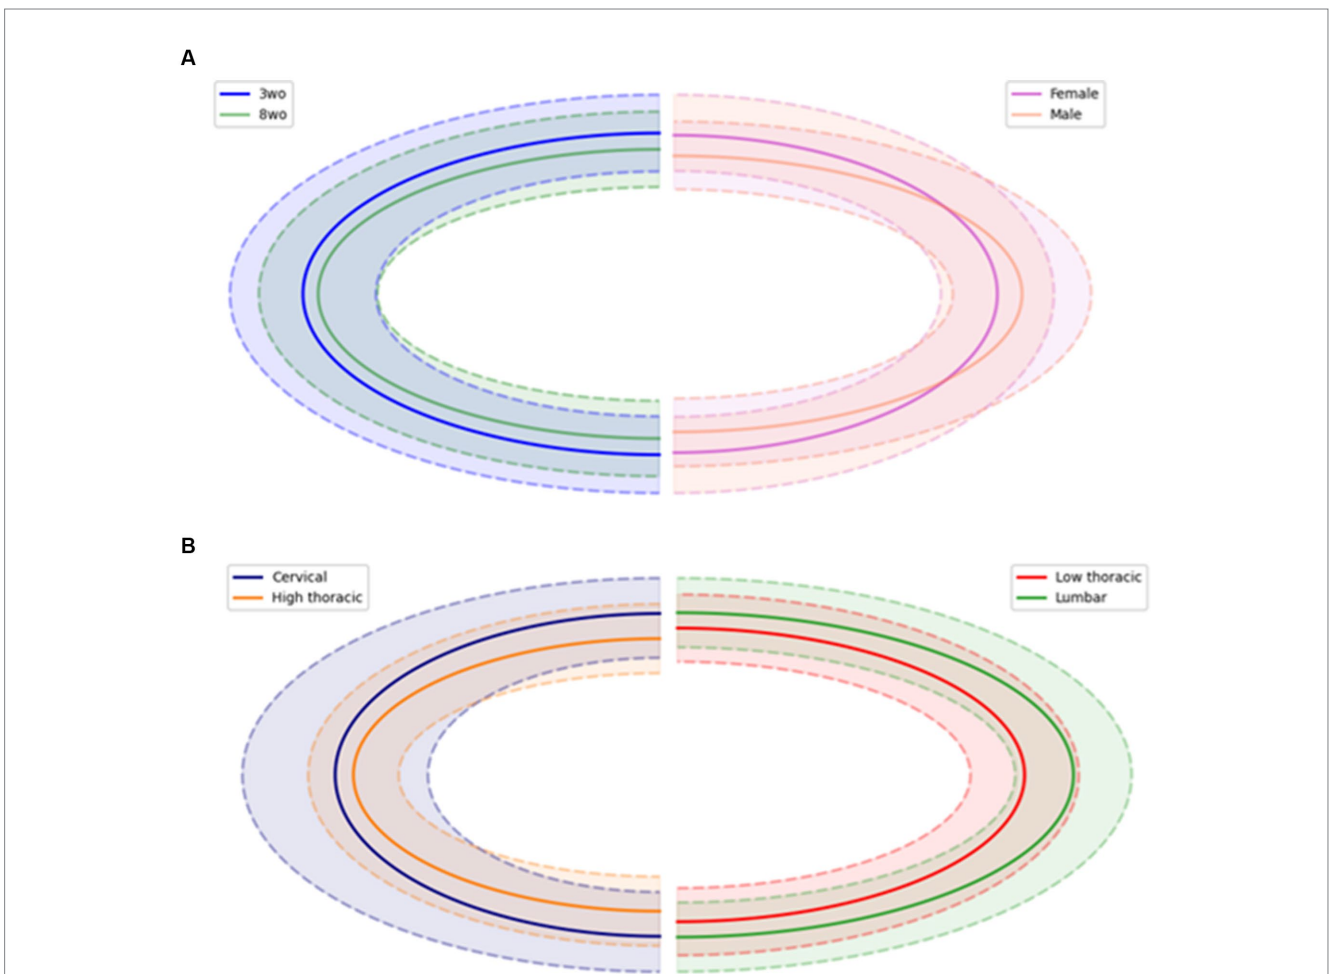 A
3wo
8wo
Female
Male
B
Cervical
High thoracic
Low thoracic
Lumbar